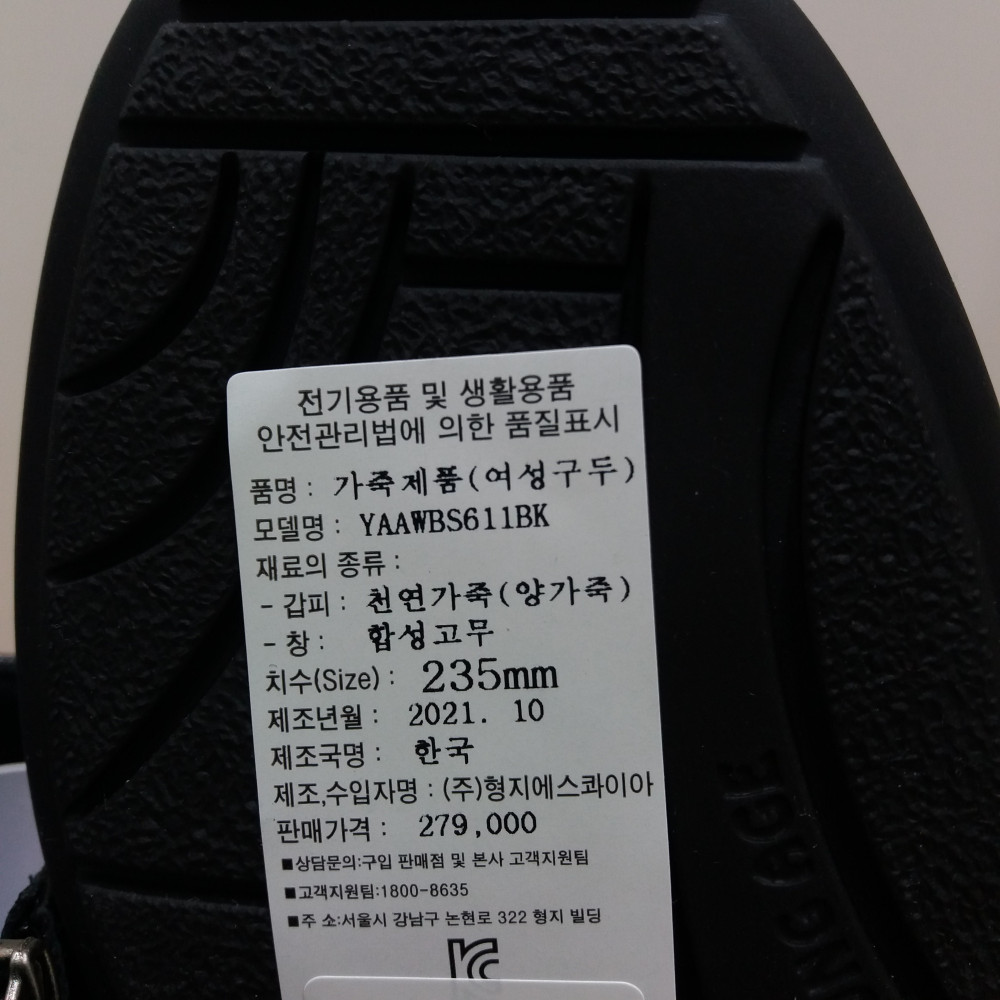 전기용품 및 생활용품
안전관리법에 의한 품질표시
품명 : 가죽제품(여성구두)
모델명 : YAAWBS611BK
재료의 종류 :
- 갑피 : 천연가죽(양가죽)
- 창 : 합성고무
치수(Size) : 235mm
제조년월 : 2021. 10
제조국명 : 한국
제조,수입자명 : (주)형지에스콰이아
판매가격 : 279,000
■상담문의:구입 판매점 및 본사 고객지원팀
■고객지원팀:1800-8635
■주 소:서울시 강남구 논현로 322 형지 빌딩